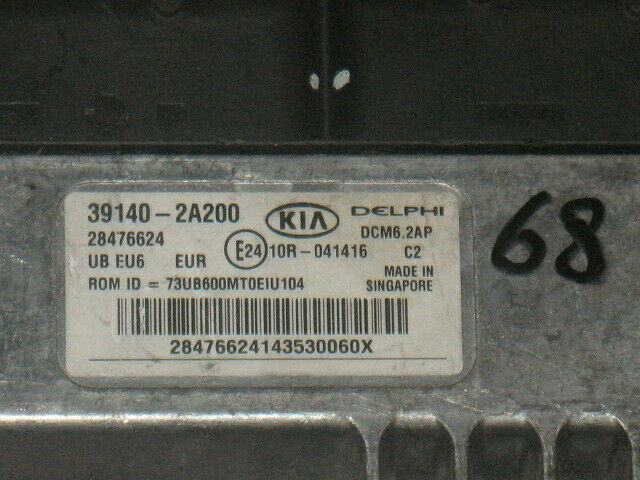 39140-2A200 KIA DELPHI
28476624 E24 10R-041416 DCM6.2AP
UB EU6 EUR C2
ROM ID = 73UB600MT0EIU104 MADE IN SINGAPORE
28476624143530060X
68